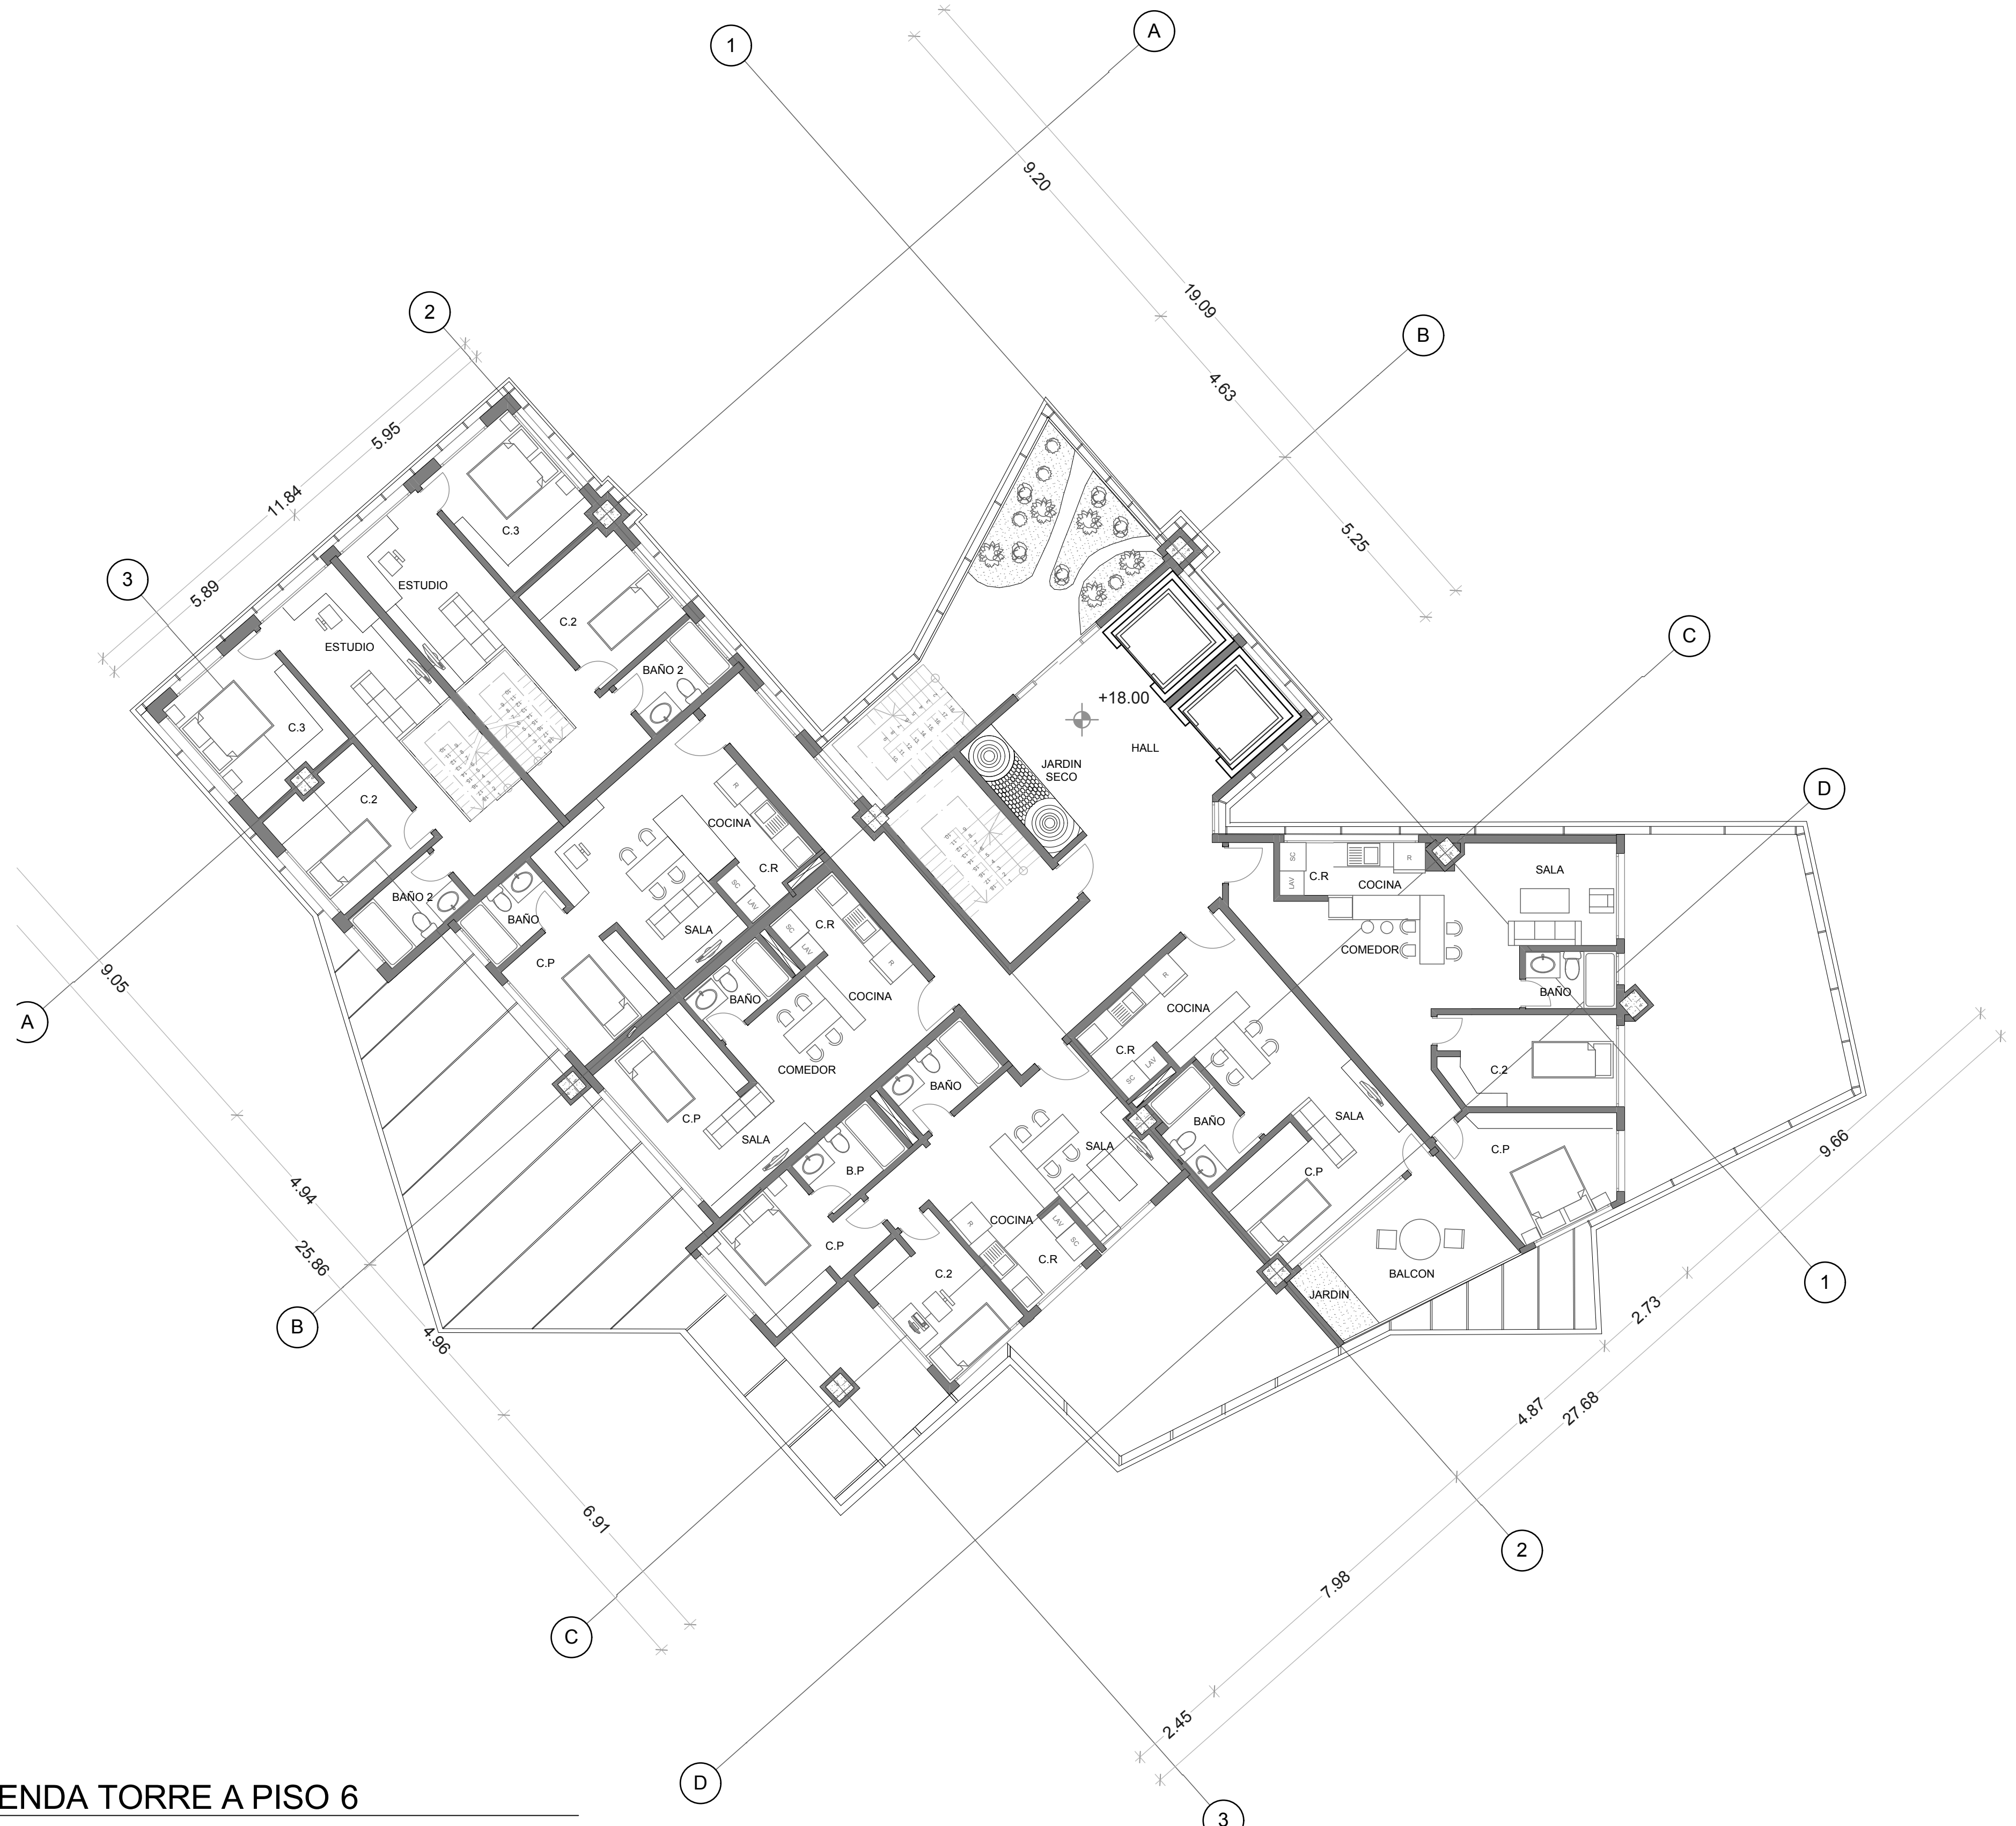 1
A
9.20
19.09
2
B
4.63
5.95
11.84
5.25
C.3
3
ESTUDIO
5.89
C.2
C
ESTUDIO
BAÑO 2
+18.00
C.3
HALL
JARDIN
SECO
D
C.2
COCINA
R
SC
LAV
C.R
COCINA
R
SALA
C.R
SC
LAV
BAÑO 2
BAÑO
SALA
C.R
SC
LAV
R
COMEDOR
C.P
9.05
A
BAÑO
COCINA
R
COCINA
BAÑO
C.R
SC
LAV
COMEDOR
BAÑO
C.2
C.P
SALA
BAÑO
SALA
SALA
C.P
9.66
B.P
C.P
4.94
COCINA
R
LAV
SC
C.R
C.P
25.86
C.2
BALCON
JARDIN
1
B
4.96
2.73
4.87
27.68
6.91
2
7.98
C
2.45
D
3
ENDA TORRE A PISO 6